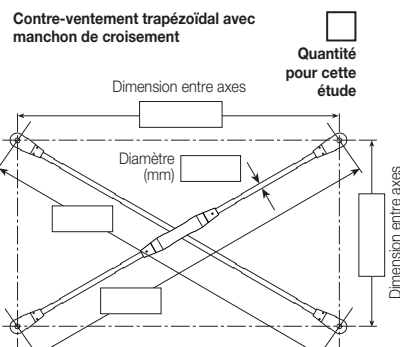 Contre-ventement trapézoïdal avec
manchon de croisement
Quantité
pour cette
étude
Dimension entre axes
Diamètre
(mm)
Dimension entre axes